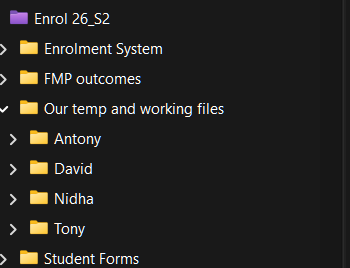 Enrol 26_S2
Enrolment System
FMP outcomes
Our temp and working files
Antony
David
Nidha
Tony
Student Forms